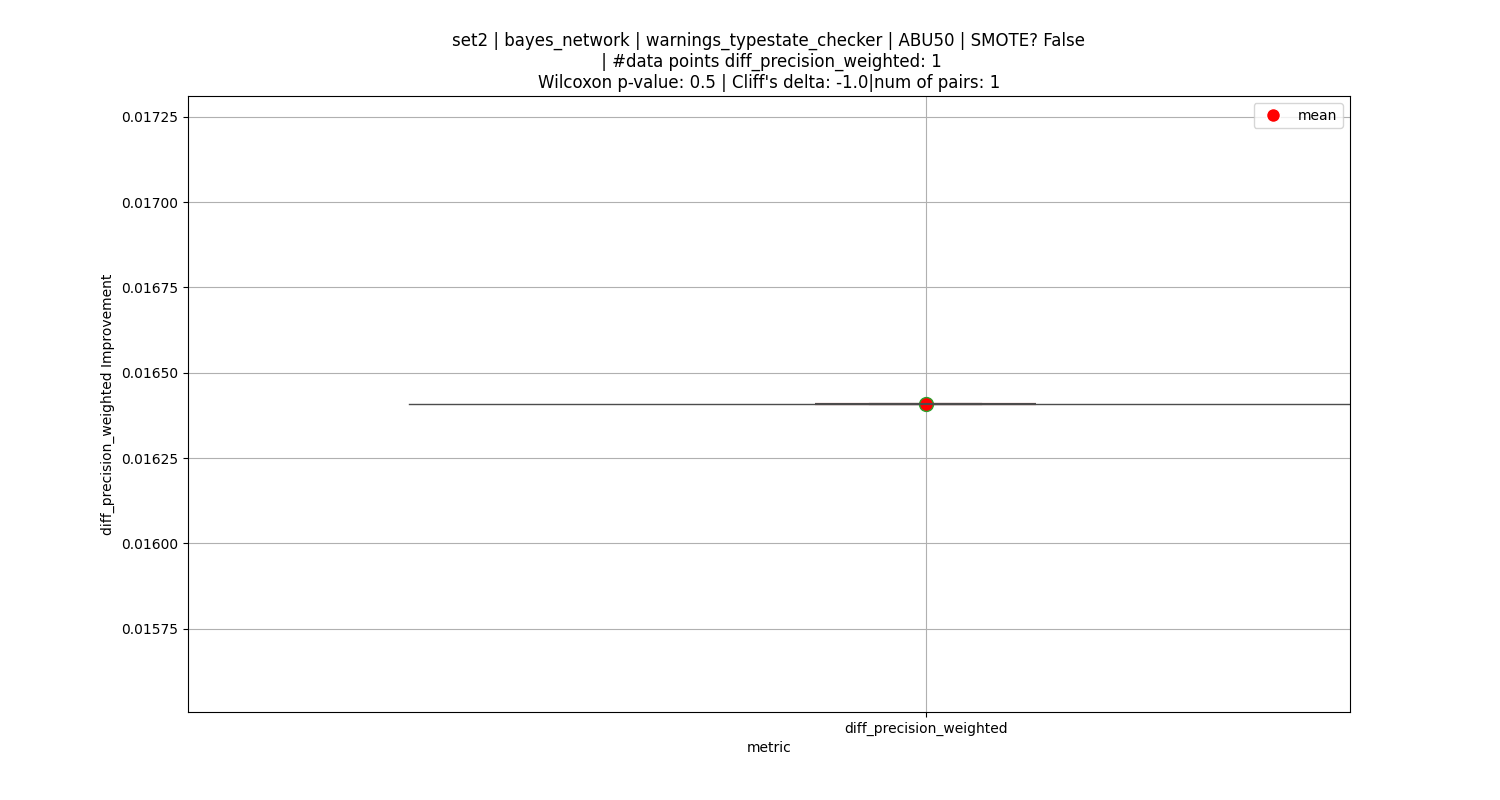 set2 | bayes_network | warnings_typestate_checker | ABU50 | SMOTE? False
| #data points diff_precision_weighted: 1
Wilcoxon p-value: 0.5 | Cliff's delta: -1.0|num of pairs: 1
mean
0.01725
0.01700
0.01675
0.01650
0.01625
0.01600
0.01575
diff_precision_weighted Improvement
diff_precision_weighted
metric